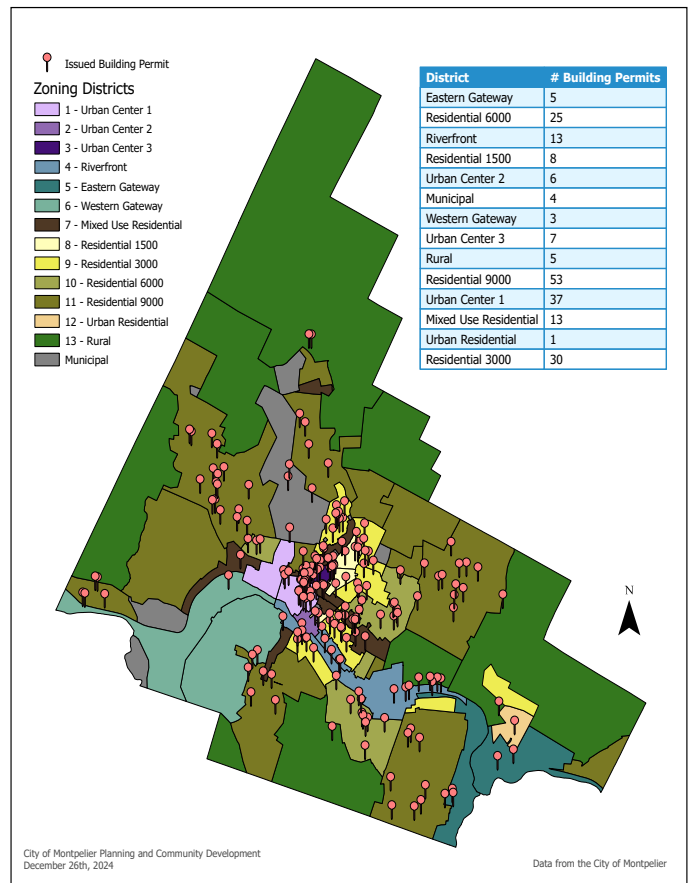 Issued Building Permit
Zoning Districts
1 - Urban Center 1
2 - Urban Center 2
3 - Urban Center 3
4 - Riverfront
5 - Eastern Gateway
6 - Western Gateway
7 - Mixed Use Residential
8 - Residential 1500
9 - Residential 3000
10 - Residential 6000
11 - Residential 9000
12 - Urban Residential
13 - Rural
Municipal
District # Building Permits
Eastern Gateway 5
Residential 6000 25
Riverfront 13
Residential 1500 8
Urban Center 2 6
Municipal 4
Western Gateway 3
Urban Center 3 7
Rural 5
Residential 9000 53
Urban Center 1 37
Mixed Use Residential 13
Urban Residential 1
Residential 3000 30
N
City of Montpelier Planning and Community Development
December 26th, 2024
Data from the City of Montpelier